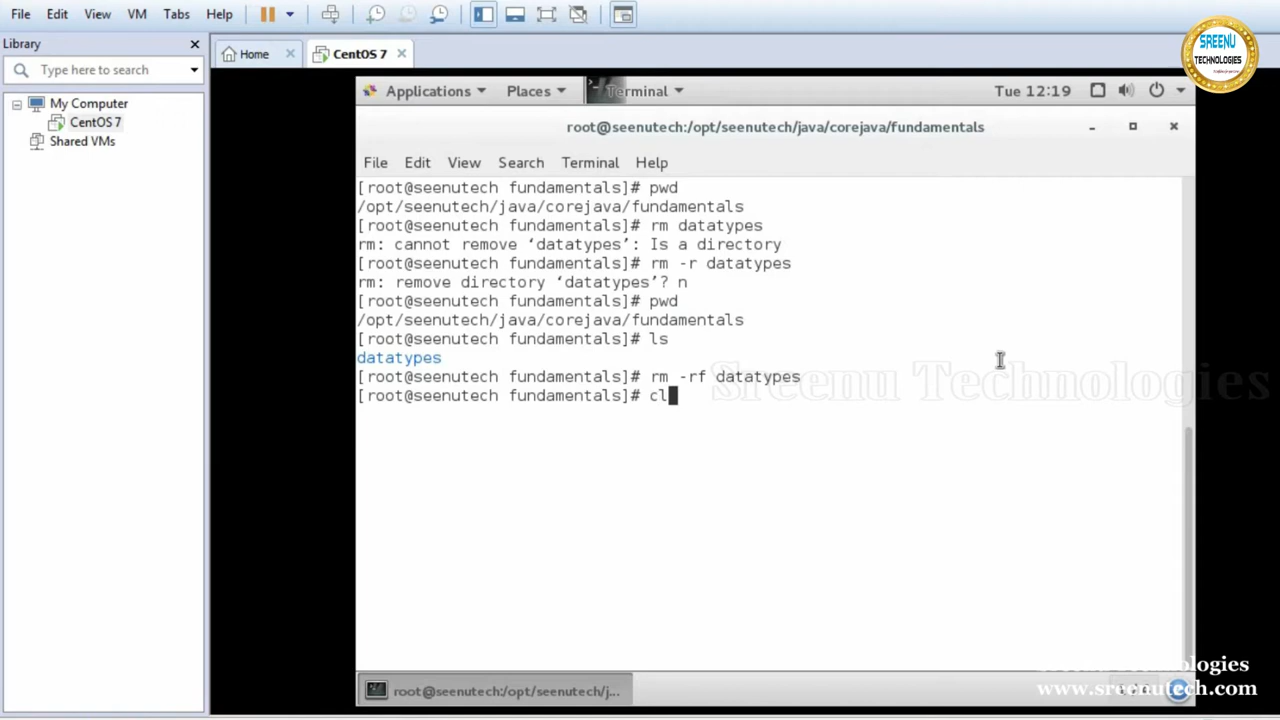 File Edit View VM Tabs Help
Library
Home
CentOS 7
SREENU
TECHNOLOGIES
Type here to search
My Computer
CentOS 7
Shared VMs
Applications Places Terminal Tue 12:19
root@seenutech:/opt/seenutech/java/corejava/fundamentals
File Edit View Search Terminal Help
[root@seenutech fundamentals]# pwd
/opt/seenutech/java/corejava/fundamentals
[root@seenutech fundamentals]# rm datatypes
rm: cannot remove ‘datatypes’: Is a directory
[root@seenutech fundamentals]# rm -r datatypes
rm: remove directory ‘datatypes’? n
[root@seenutech fundamentals]# pwd
/opt/seenutech/java/corejava/fundamentals
[root@seenutech fundamentals]# ls
datatypes
[root@seenutech fundamentals]# rm -rf datatypes
[root@seenutech fundamentals]# cl
Sreenu Technologies
root@seenutech:/opt/seenutech/j...
www.sreenutech.com